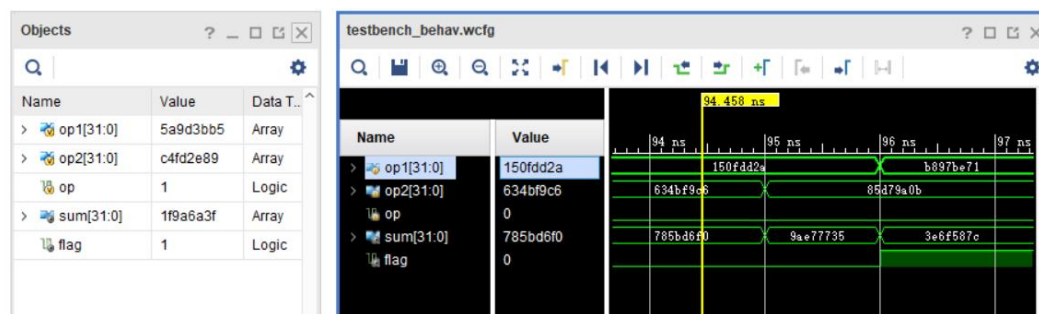 Objects
Name Value Data T...
op1[31:0] 5a9d3bb5 Array
op2[31:0] c4fd2e89 Array
op 1 Logic
sum[31:0] 1f9a6a3f Array
flag 1 Logic
testbench_behav.wcfg
94.458 ns
Name Value
94 ns 95 ns 96 ns 97 ns
op1[31:0] 150fdd2a 150fdd2a b897be71
op2[31:0] 634bf9c6 634bf9c6 85d79a0b
op 0
sum[31:0] 785bd6f0 785bd6f0 9ae77735 3e6f587c
flag 0